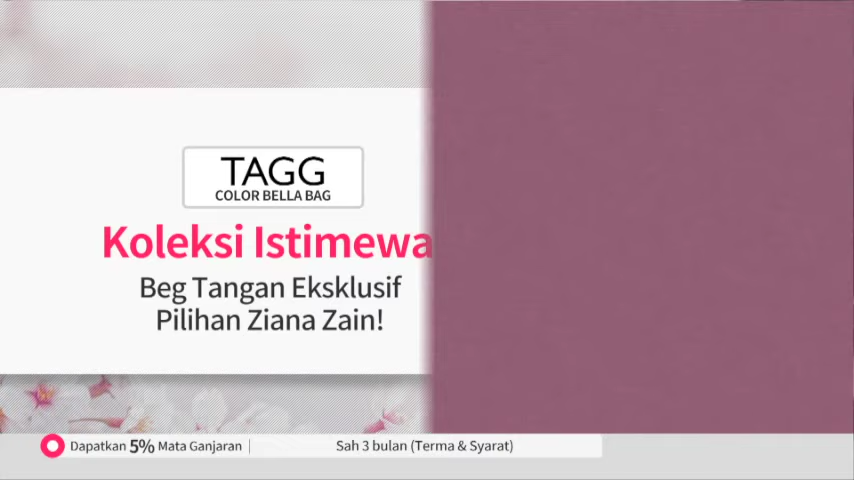 TAGG
COLOR BELLA BAG
Koleksi Istimewa
Beg Tangan Eksklusif
Pilihan Ziana Zain!
Dapatkan 5% Mata Ganjaran | Sah 3 bulan (Terma & Syarat)